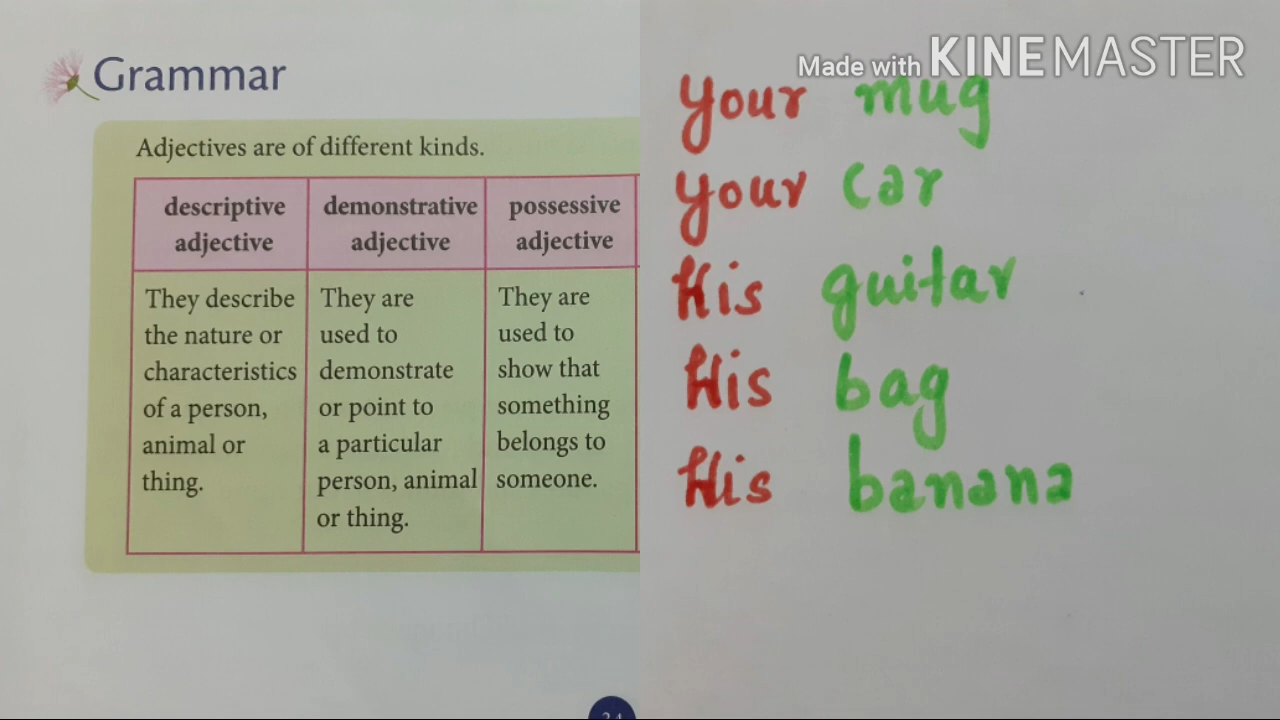 Grammar
Adjectives are of different kinds.
descriptive adjective
demonstrative adjective
possessive adjective
They describe
the nature or
characteristics
of a person,
animal or
thing.
They are
used to
demonstrate
or point to
a particular
person, animal
or thing.
They are
used to
show that
something
belongs to
someone.
Made with KINEMASTER
Your mug
Your car
His guitar
His bag
His banana